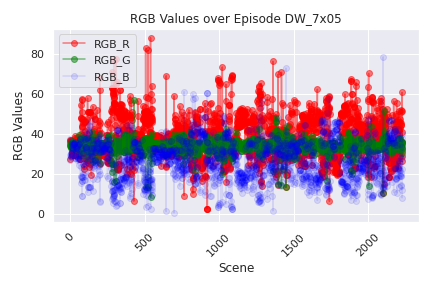 RGB Values over Episode DW_7x05
RGB_R
RGB_G
RGB_B
80
60
40
20
0
RGB Values
0
500
1000
1500
2000
Scene